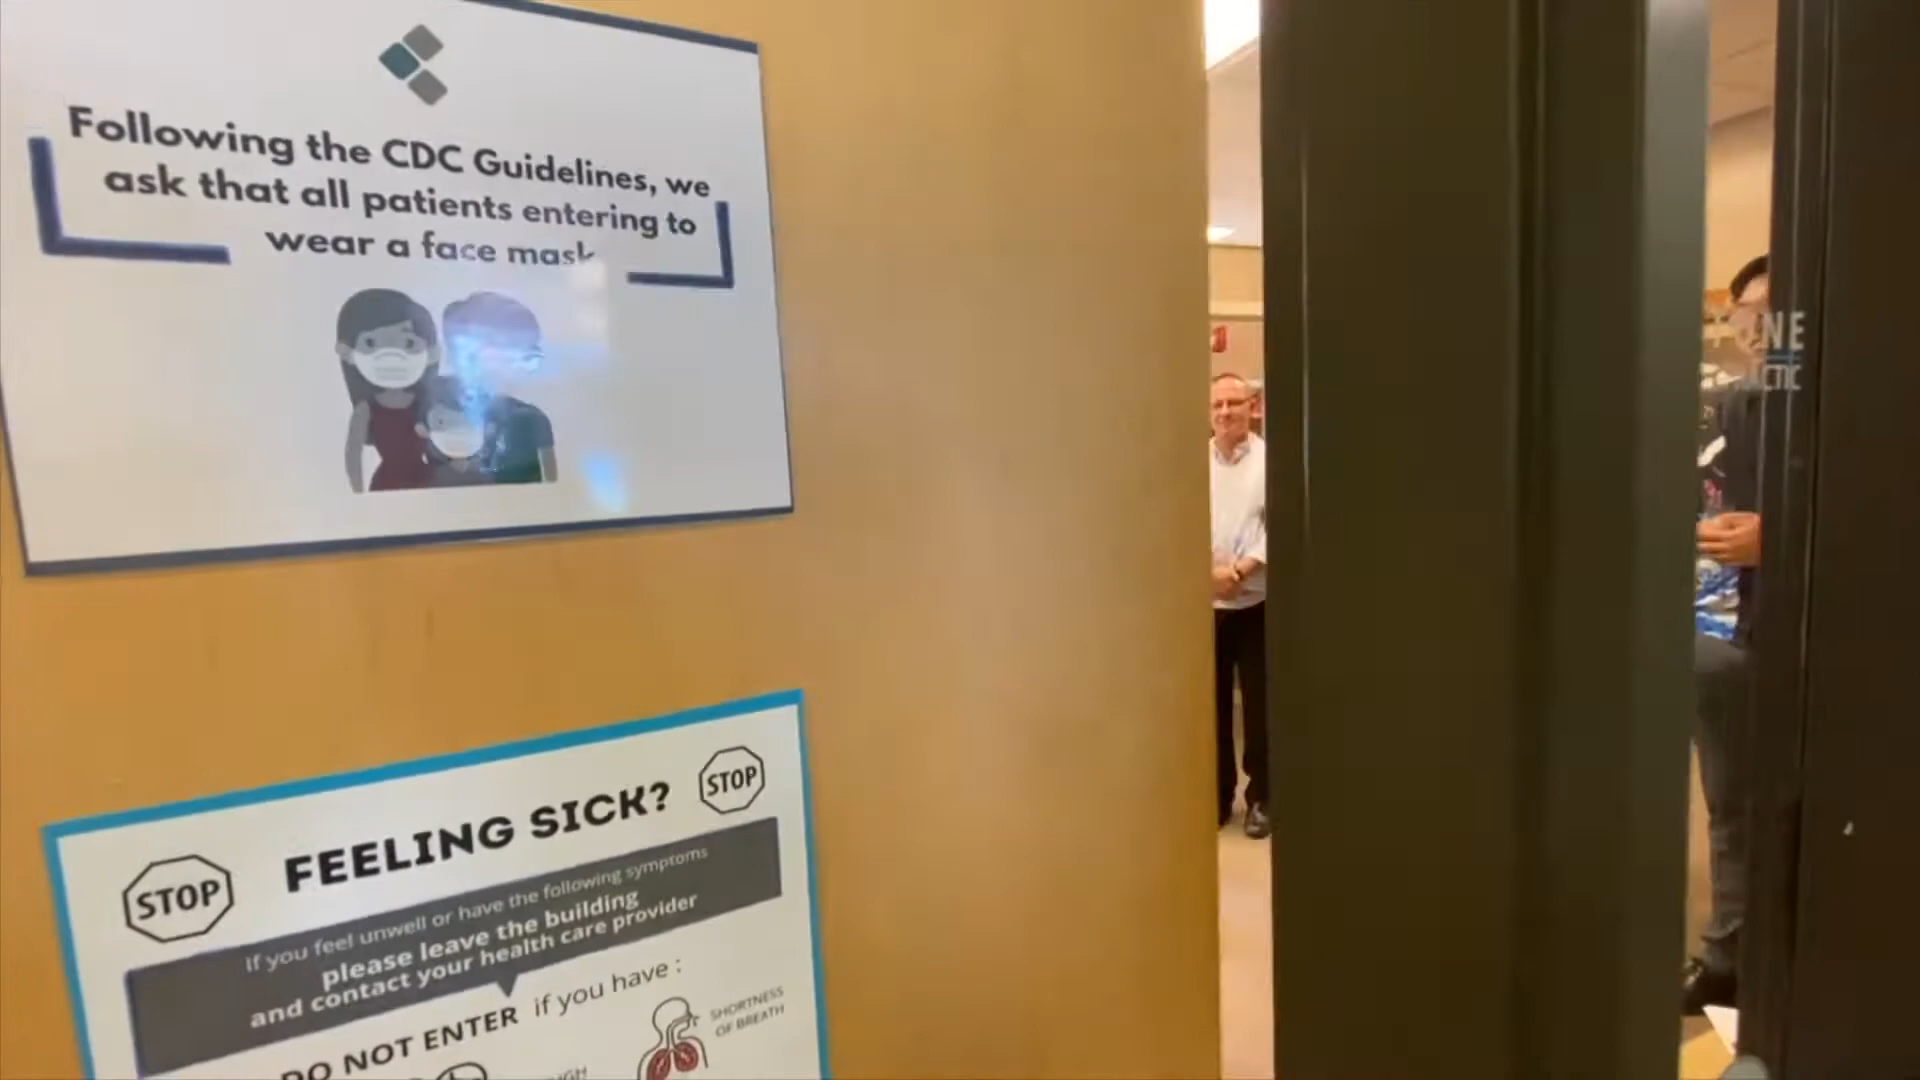 Following the CDC Guidelines, we
ask that all patients entering to
wear a face mask
STOP
FEELING SICK?
STOP
If you feel unwell or have the following symptoms
please leave the building
and contact your health care provider
DO NOT ENTER if you have :
SHORTNESS
OF BREATH